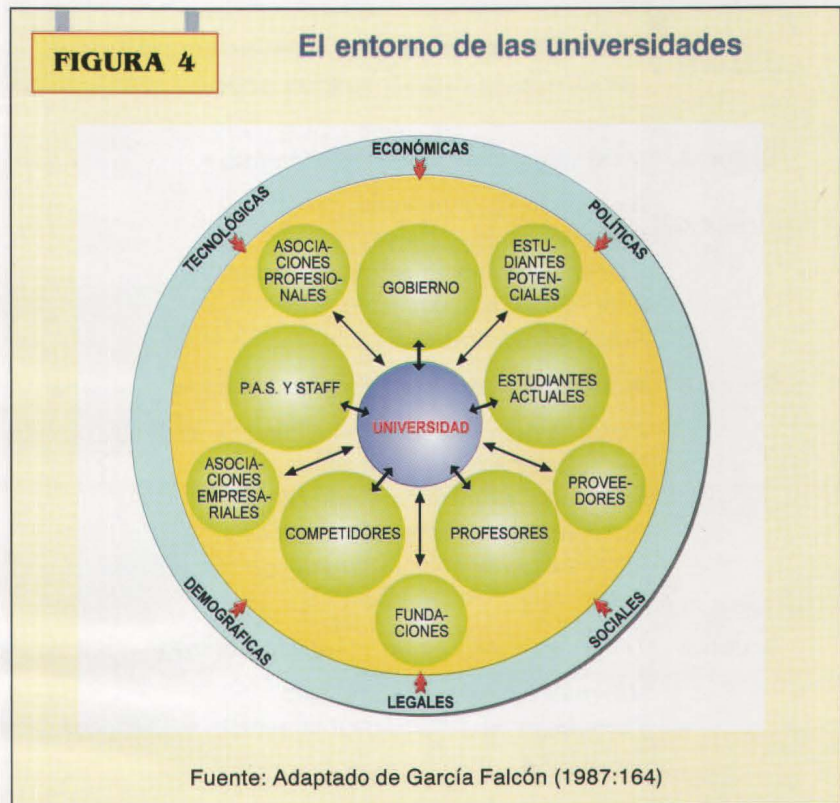 FIGURA 4
El entorno de las universidades
ECONÓMICAS
TECNOLÓGICAS
POLÍTICAS
ASOCIA-
CIONES
PROFESIO-
NALES
GOBIERNO
ESTU-
DIANTES
POTEN-
CIALES
P.A.S. Y STAFF
ESTUDIANTES
ACTUALES
UNIVERSIDAD
ASOCIA-
CIONES
EMPRESA-
RIALES
PROVEE-
DORES
COMPETIDORES
PROFESORES
FUNDA-
CIONES
DEMOGRÁFICAS
SOCIALES
LEGALES
Fuente: Adaptado de García Falcón (1987:164)